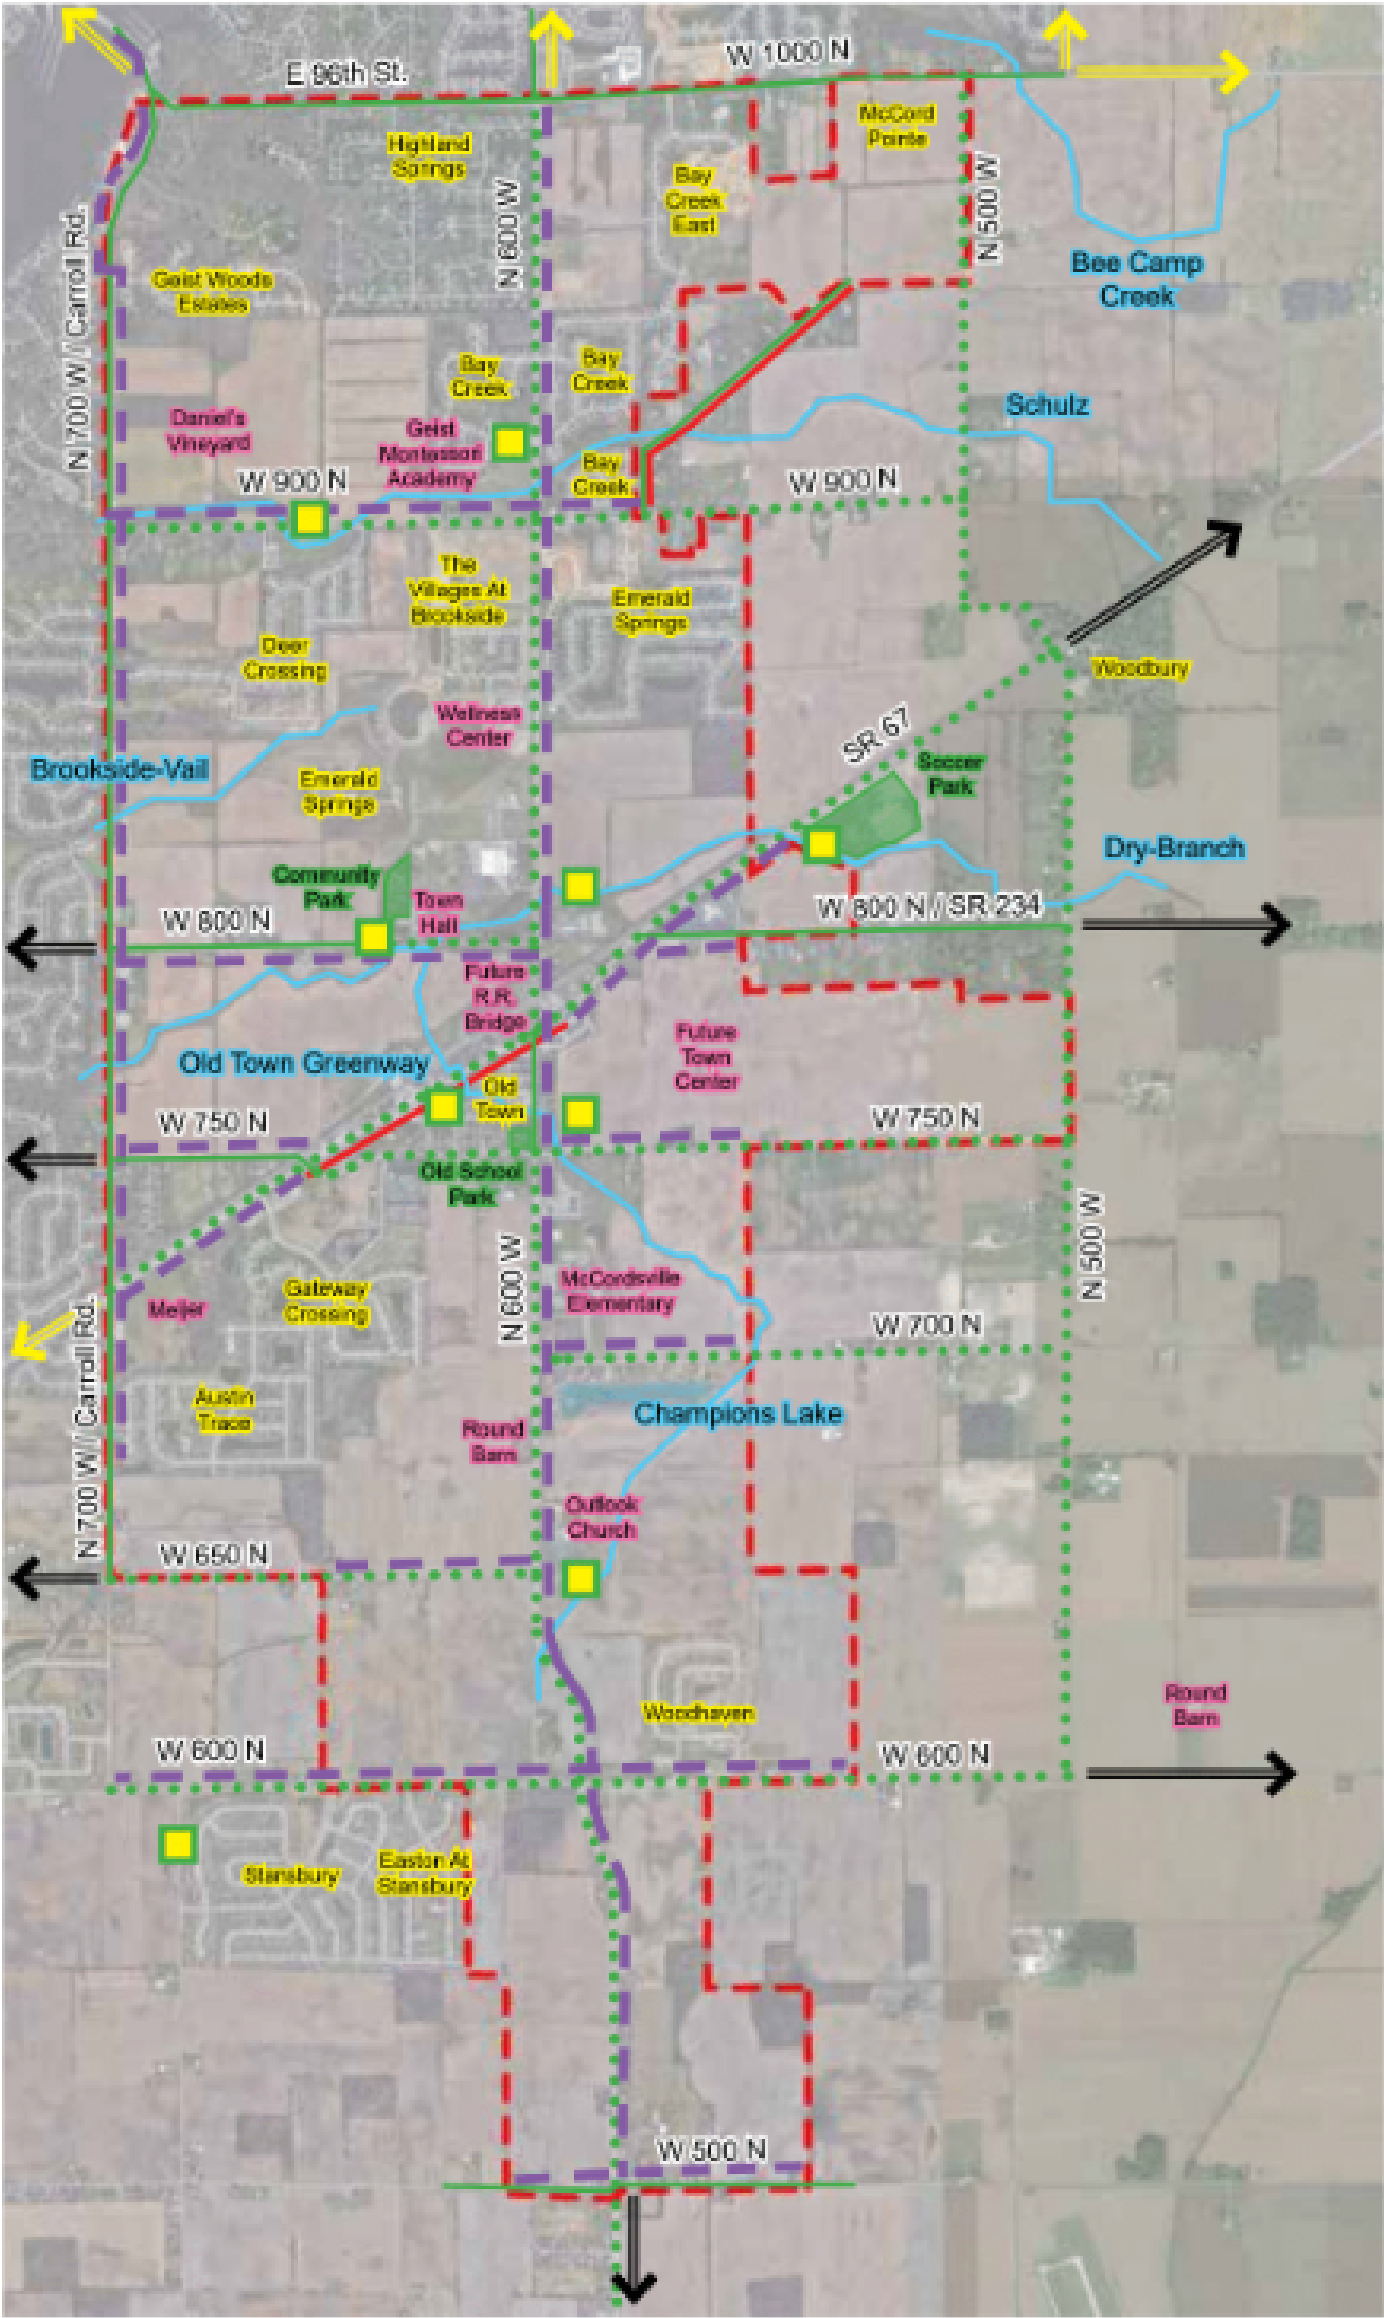 W 1000 N
E 96th St.
McCord
Pointe
Highland
Springs
Bay
Creek
East
N 600 W
N 500 W
N 700 W / Carroll Rd.
Bee Camp
Creek
Geist Woods
Estates
Bay
Creek
Bay
Creek
Schulz
Daniel's
Vineyard
Geist
Montessori
Academy
Bay
Creek
W 900 N
W 900 N
The
Villages At
Brookside
Emerald
Springs
Deer
Crossing
Woodbury
Wellness
Center
SR 67
Soccer
Park
Brookside-Vail
Emerald
Springs
Dry-Branch
Community
Park
Town
Hall
W 800 N
W 800 N / SR 234
Future
R.R.
Bridge
Future
Town
Center
Old Town Greenway
Old
Town
W 750 N
W 750 N
Old School
Park
N 600 W
N 500 W
McCordsville
Elementary
Gateway
Crossing
Meijer
W 700 N
N 700 W / Carroll Rd.
Austin
Trace
Champions Lake
Round
Barn
Outlook
Church
W 650 N
Woodhaven
Round
Barn
W 600 N
W 600 N
Stansbury
Easton At
Stansbury
W 500 N